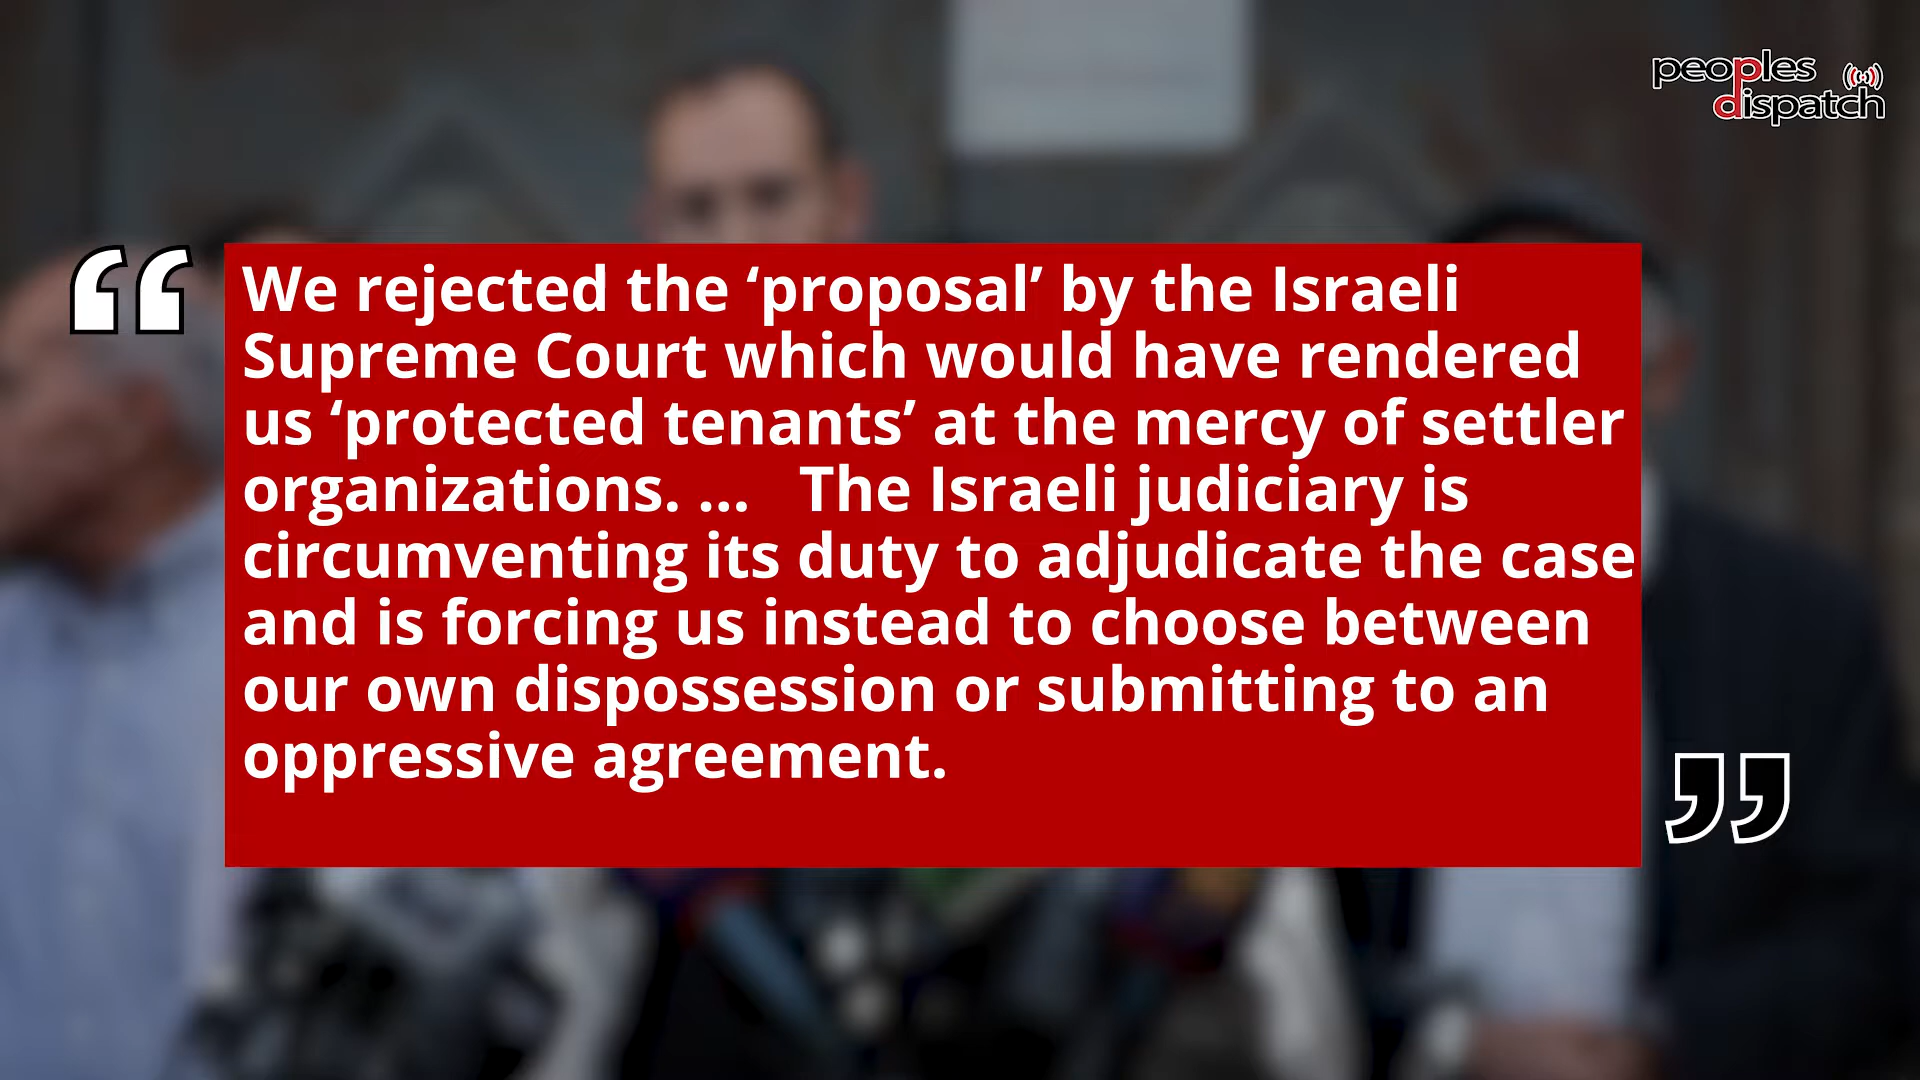 peoples
dispatch
“
We rejected the ‘proposal’ by the Israeli
Supreme Court which would have rendered
us ‘protected tenants’ at the mercy of settler
organizations. ...   The Israeli judiciary is
circumventing its duty to adjudicate the case
and is forcing us instead to choose between
our own dispossession or submitting to an
oppressive agreement.
”